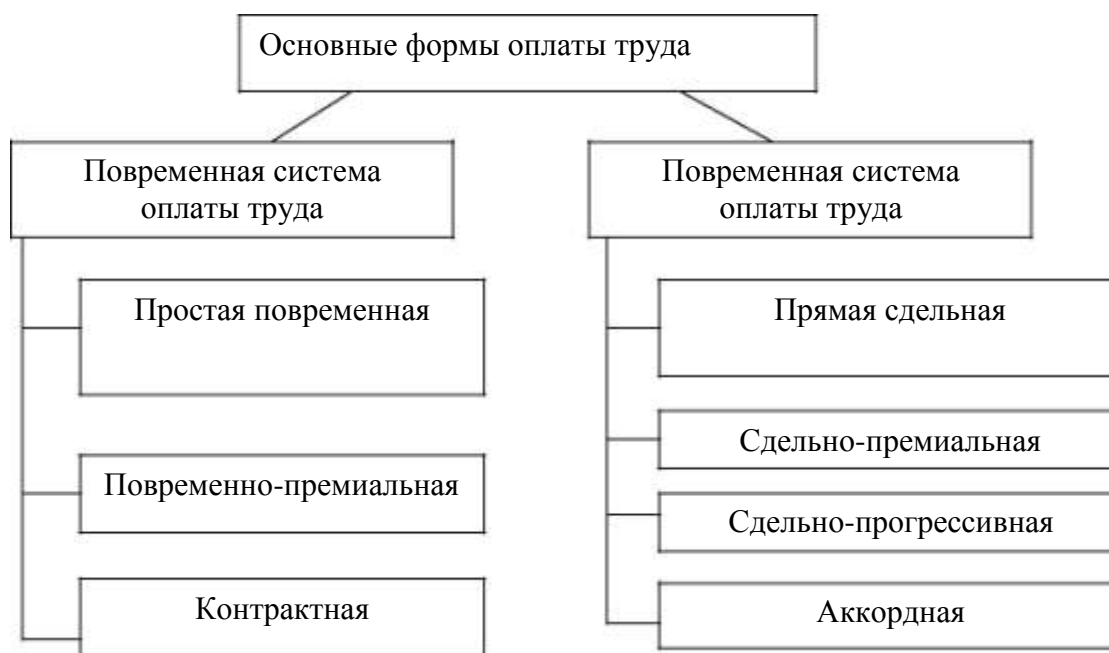 Основные формы оплаты труда
Повременная система
оплаты труда
Простая повременная
Повременно-премиальная
Контрактная
Повременная система
оплаты труда
Прямая сдельная
Сдельно-премиальная
Сдельно-прогрессивная
Аккордная